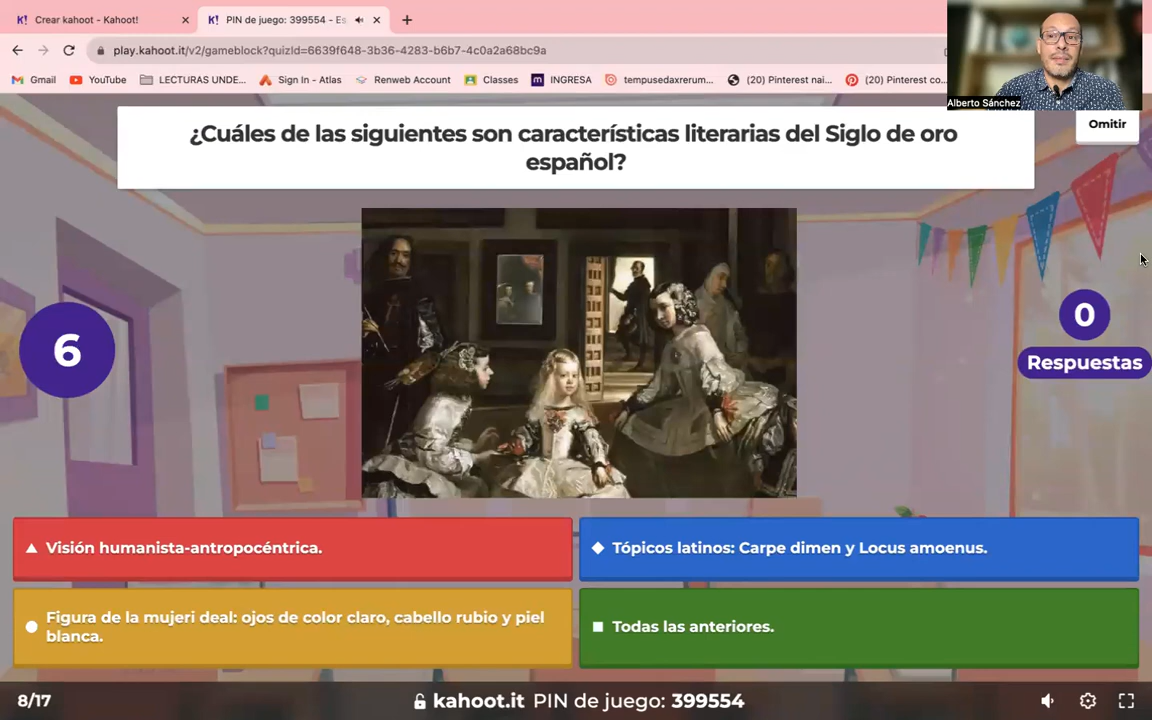 Crear kahoot - Kahoot!
PIN de juego: 399554 - Es
play.kahoot.it/v2/gameblock?quizId=6639f648-3b36-4283-b6b7-4c0a2a68bc9a
Gmail
YouTube
LECTURAS UNDE...
Sign In - Atlas
Renweb Account
Classes
INGRESA
tempusedaxrerum...
(20) Pinterest nai...
(20) Pinterest co...
Alberto Sánchez
Omitir
¿Cuáles de las siguientes son características literarias del Siglo de oro
español?
6
0
Respuestas
Visión humanista-antropocéntrica.
Tópicos latinos: Carpe dimen y Locus amoenus.
Figura de la mujeri deal: ojos de color claro, cabello rubio y piel
blanca.
Todas las anteriores.
8/17
kahoot.it PIN de juego: 399554